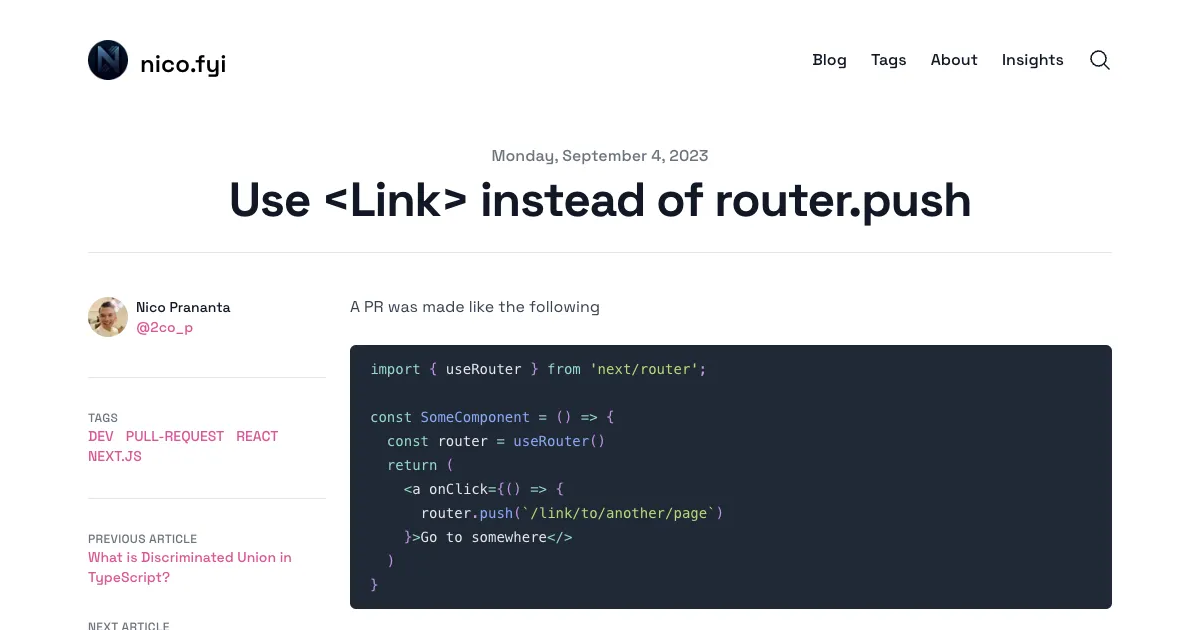 nico.fyi
Blog Tags About Insights
Monday, September 4, 2023
Use <Link> instead of router.push
Nico Prananta
@2co_p
TAGS
DEV PULL-REQUEST REACT
NEXT.JS
PREVIOUS ARTICLE
What is Discriminated Union in
TypeScript?
NEXT ARTICLE
A PR was made like the following
import { useRouter } from 'next/router';
const SomeComponent = () => {
  const router = useRouter()
  return (
    <a onClick={() => {
      router.push(`/link/to/another/page`)
    }>Go to somewhere</>
  )
}